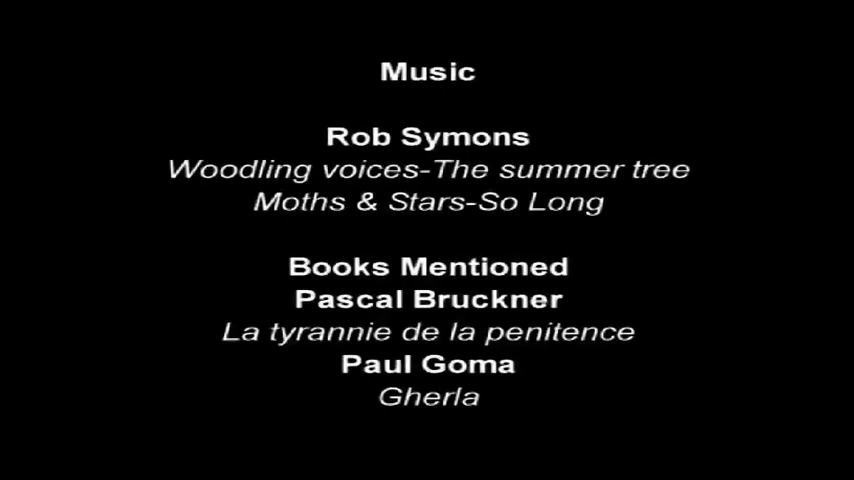 Music
Rob Symons
Woodling voices-The summer tree
Moths & Stars-So Long
Books Mentioned
Pascal Bruckner
La tyrannie de la penitence
Paul Goma
Gherla